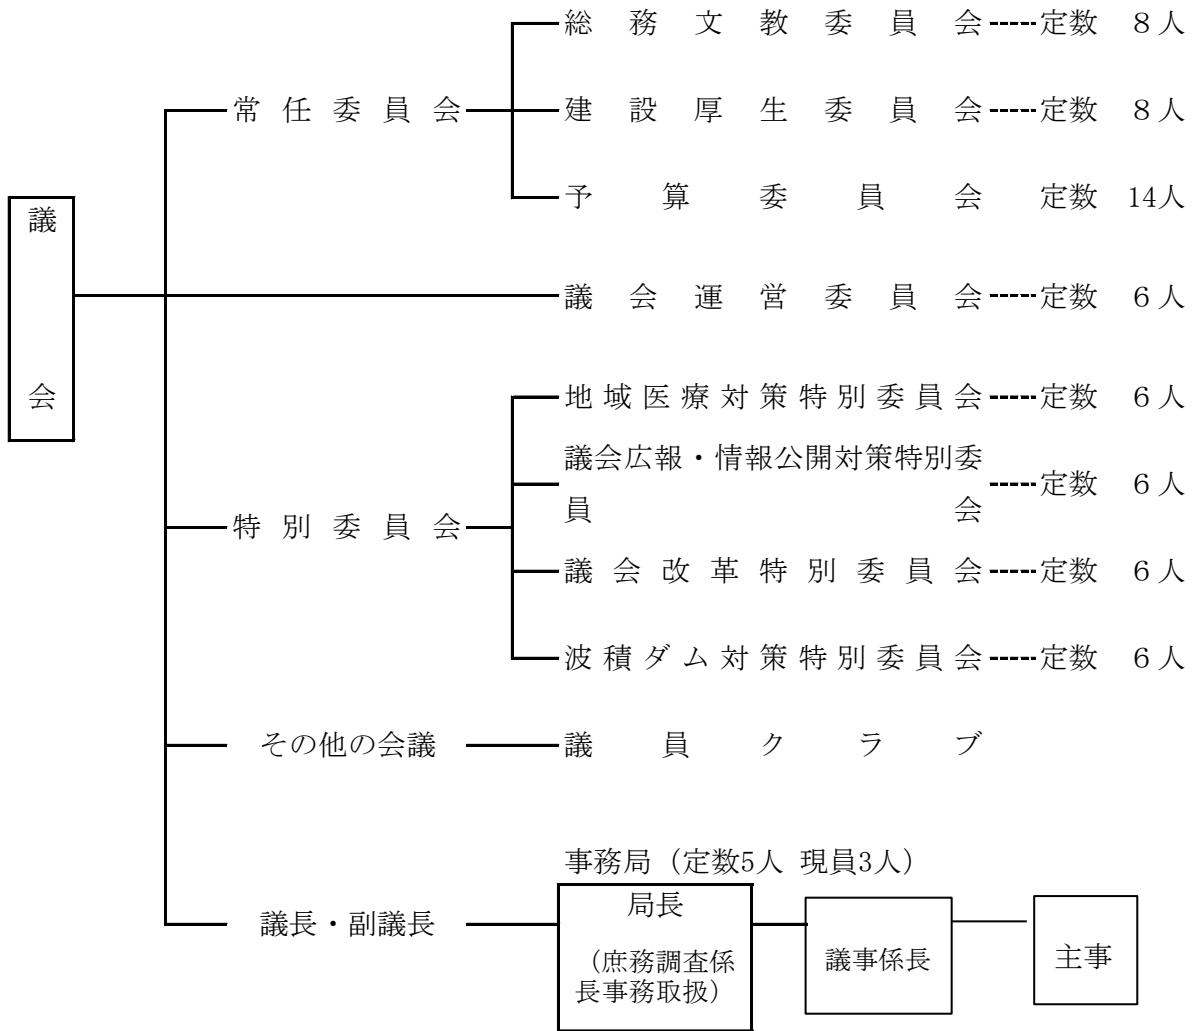 総務文教委員会 定数 8人
常任委員会 建設厚生委員会 定数 8人
予算委員会 定数 14人
議会
議会運営委員会 定数 6人
地域医療対策特別委員会 定数 6人
議会広報・情報公開対策特別委
員会 定数 6人
特別委員会
議会改革特別委員会 定数 6人
波積ダム対策特別委員会 定数 6人
その他の会議 議員クラブ
事務局（定数5人 現員3人）
議長・副議長
局長
（庶務調査係
長事務取扱）
議事係長
主事